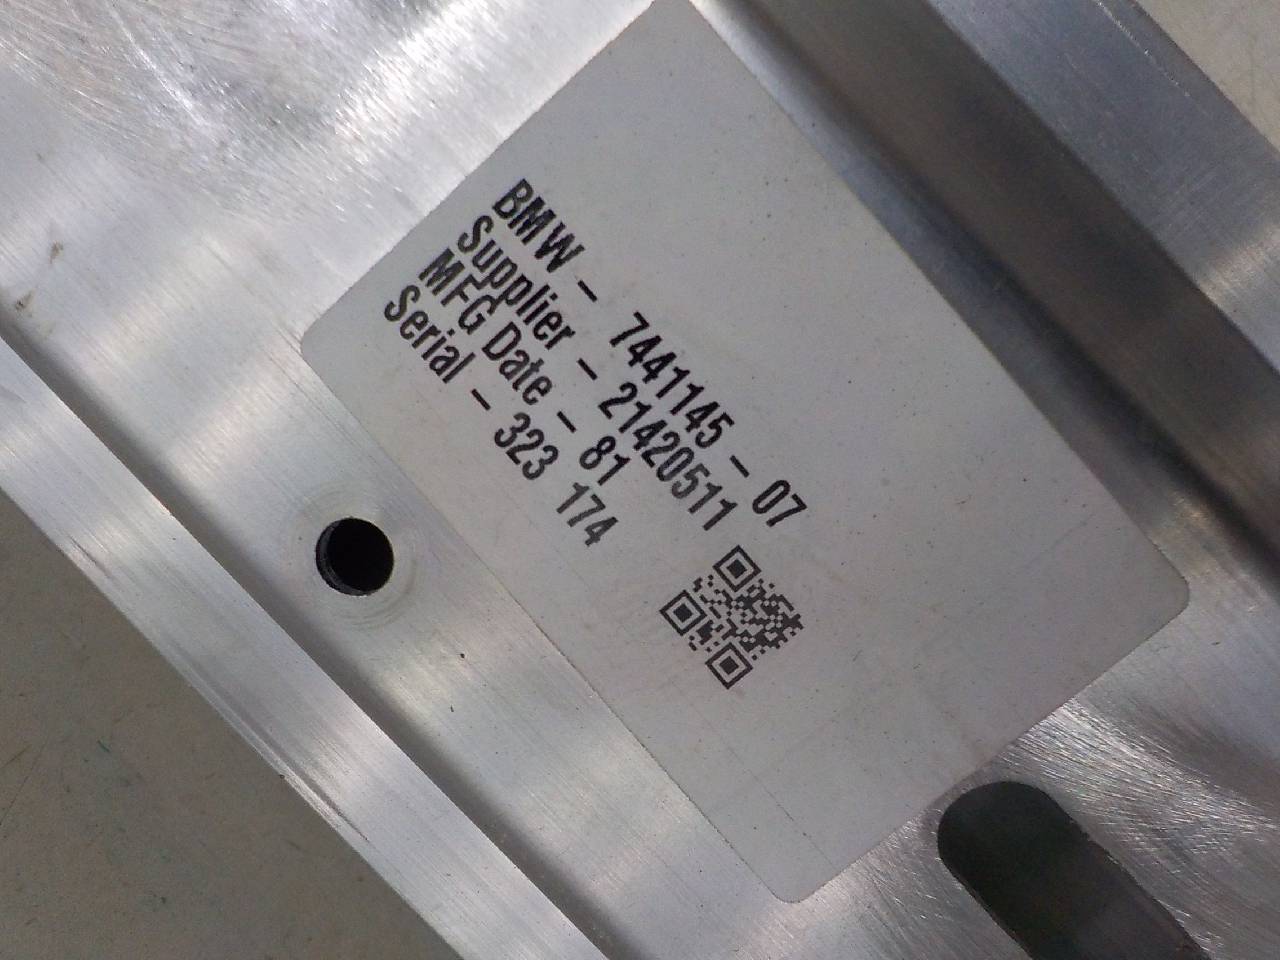 BMW - 7441145 - 07
Supplier - 21420511
MFG Date - 81
Serial - 323 174